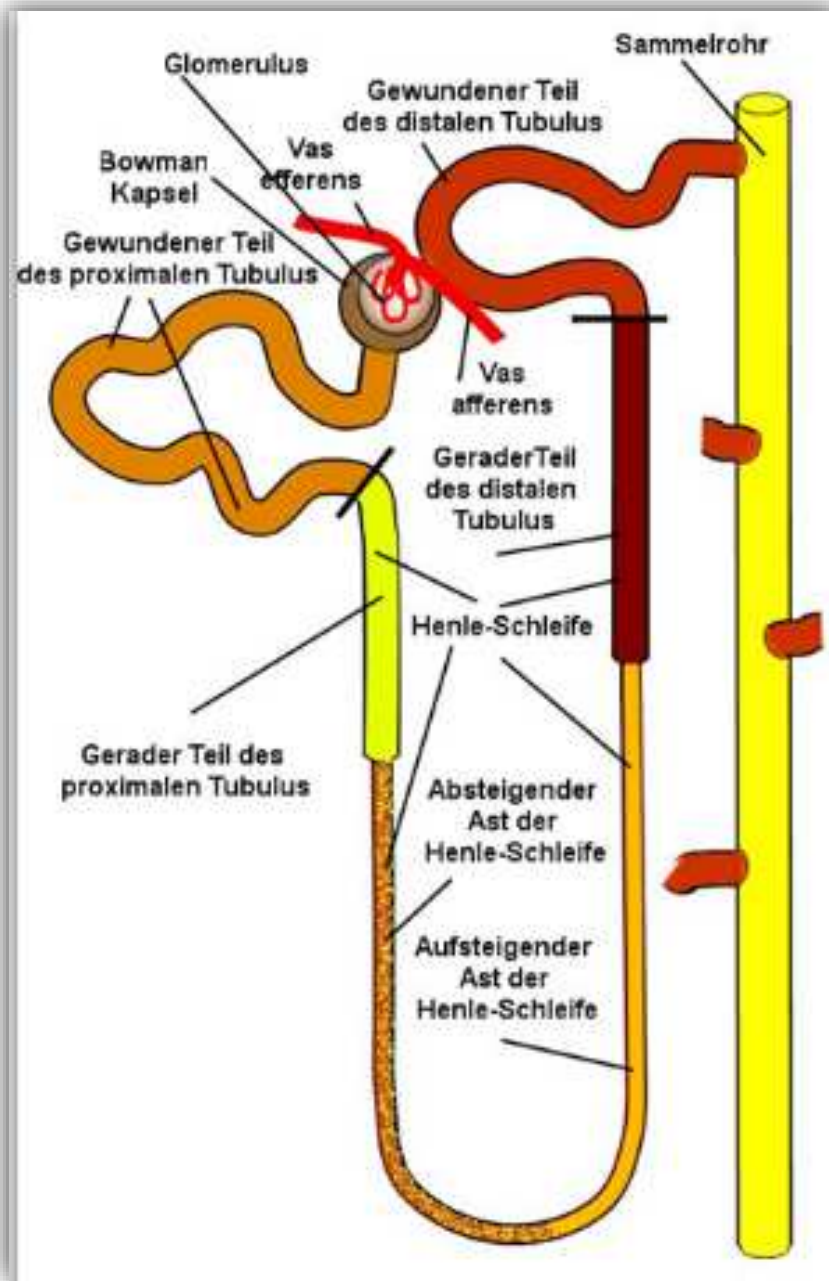 Sammelrohr
Glomerulus
Gewundener Teil
des distalen Tubulus
Vas
efferens
Bowman
Kapsel
Gewundener Teil
des proximalen Tubulus
Vas
afferens
GeraderTeil
des distalen
Tubulus
Henle-Schleife
Gerader Teil des
proximalen Tubulus
Absteigender
Ast der
Henle-Schleife
Aufsteigender
Ast der
Henle-Schleife